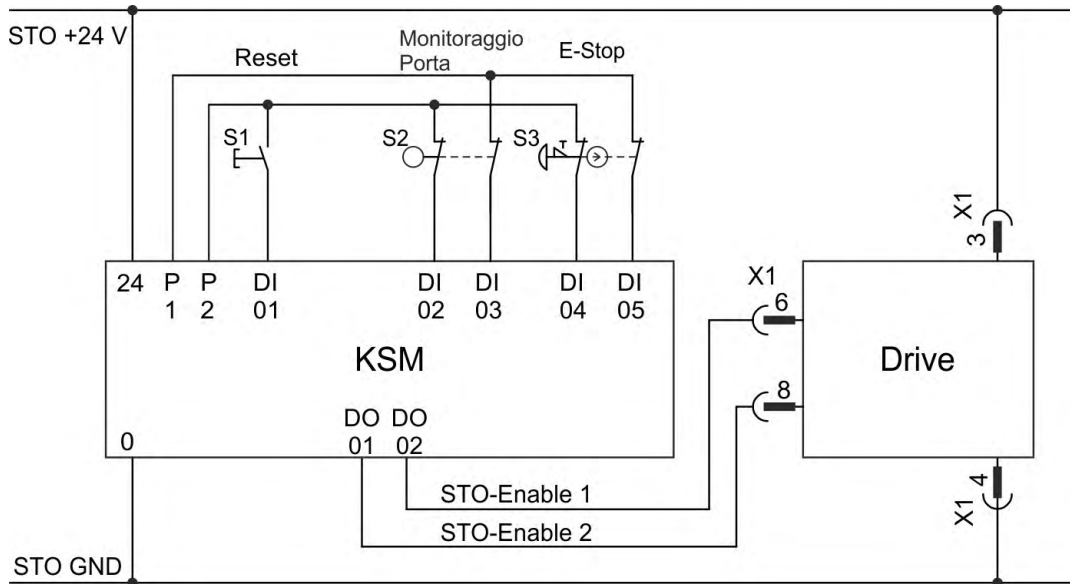 STO +24 V
Reset
Monitoraggio
Porta
E-Stop
S1
S2
S3
X1
3
24 P P DI DI DI DI DI
1 2 01 02 03 04 05
X1
6
KSM
Drive
8
DO DO
01 02
0
STO-Enable 1
4
X1
STO-Enable 2
STO GND